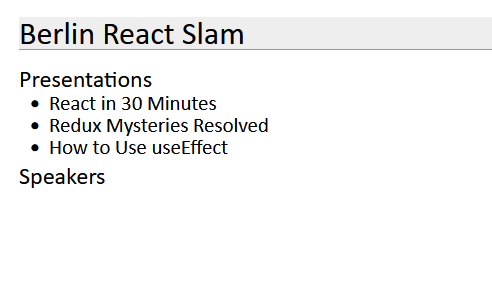 Berlin React Slam
Presentations
• React in 30 Minutes
• Redux Mysteries Resolved
• How to Use useEffect
Speakers